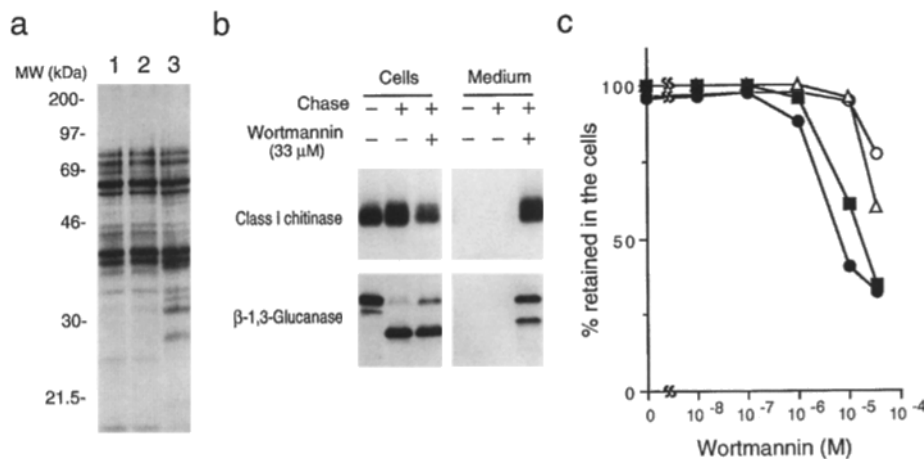 a
MW (kDa)
1 2 3
200-
97-
69-
46-
30-
21.5-
b
Cells Medium
Chase - + + - + +
Wortmannin - - + - - +
(33 μM)
Class I chitinase
β-1,3-Glucanase
c
% retained in the cells
100
50
0
0 10⁻⁸ 10⁻⁷ 10⁻⁶ 10⁻⁵ 10⁻⁴
Wortmannin (M)